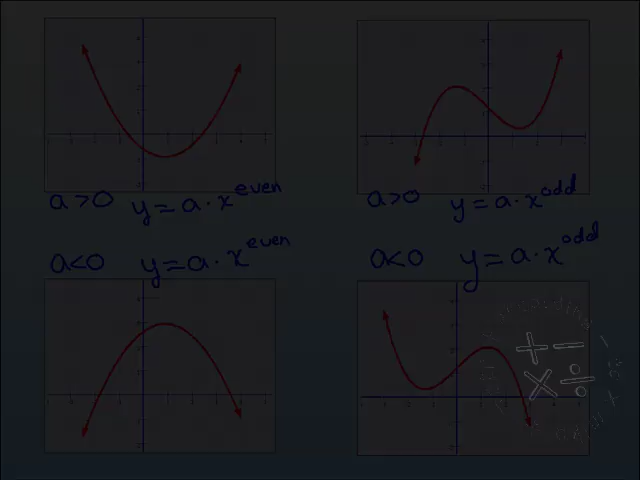 a>0 y=a·x^even
a>0 y=a·x^odd
a<0 y=a·x^even
a<0 y=a·x^odd
+ −
× ÷